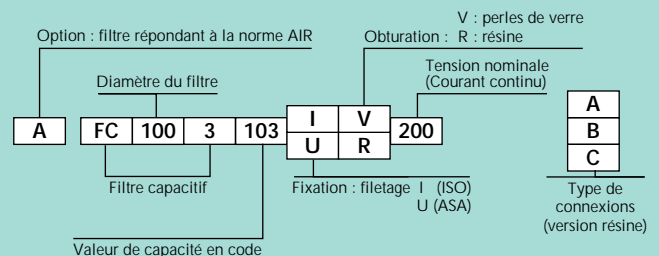 V : perles de verre
Option : filtre répondant à la norme AIR
Obturation : R : résine
Diamètre du filtre
Tension nominale
(Courant continu)
A FC 100 3 103 I V 200
U R
A
B
C
Filtre capacitif
Fixation : filetage I (ISO)
U (ASA)
Type de
connexions
(version résine)
Valeur de capacité en code